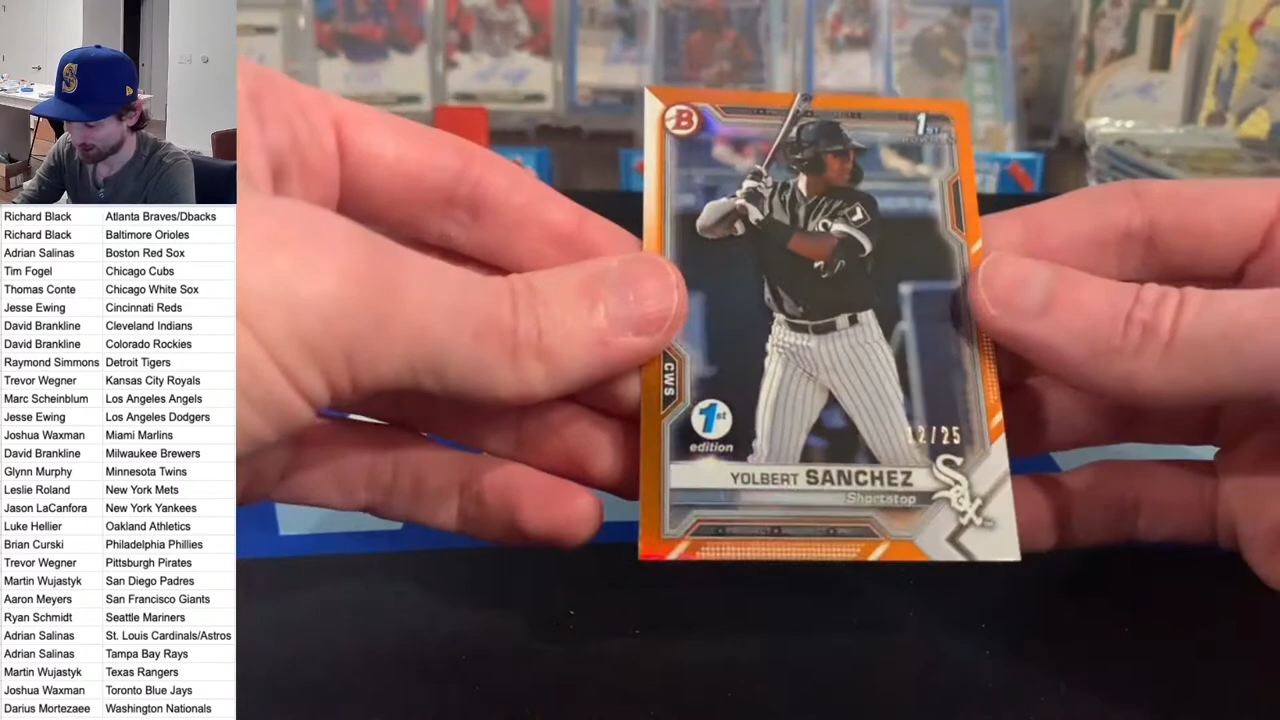 S
Richard Black Atlanta Braves/Dbacks
Richard Black Baltimore Orioles
Adrian Salinas Boston Red Sox
Tim Fogel Chicago Cubs
Thomas Conte Chicago White Sox
Jesse Ewing Cincinnati Reds
David Brankline Cleveland Indians
David Brankline Colorado Rockies
Raymond Simmons Detroit Tigers
Trevor Wegner Kansas City Royals
Marc Scheinblum Los Angeles Angels
Jesse Ewing Los Angeles Dodgers
Joshua Waxman Miami Marlins
David Brankline Milwaukee Brewers
Glynn Murphy Minnesota Twins
Leslie Roland New York Mets
Jason LaCanfora New York Yankees
Luke Hellier Oakland Athletics
Brian Curski Philadelphia Phillies
Trevor Wegner Pittsburgh Pirates
Martin Wujastyk San Diego Padres
Aaron Meyers San Francisco Giants
Ryan Schmidt Seattle Mariners
Adrian Salinas St. Louis Cardinals/Astros
Adrian Salinas Tampa Bay Rays
Martin Wujastyk Texas Rangers
Joshua Waxman Toronto Blue Jays
Darius Mortezaee Washington Nationals
B
1ST
BOWMAN
CWS
1st
edition
12/25
YOLBERT SANCHEZ
Shortstop
Sox